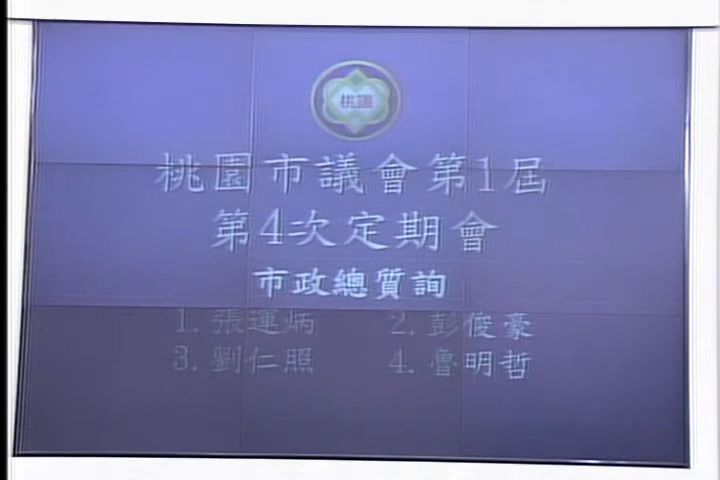 桃議
桃園市議會第1屆
第4次定期會
市政總質詢
1. 張運炳 2. 彭俊豪
3. 劉仁照 4. 魯明哲